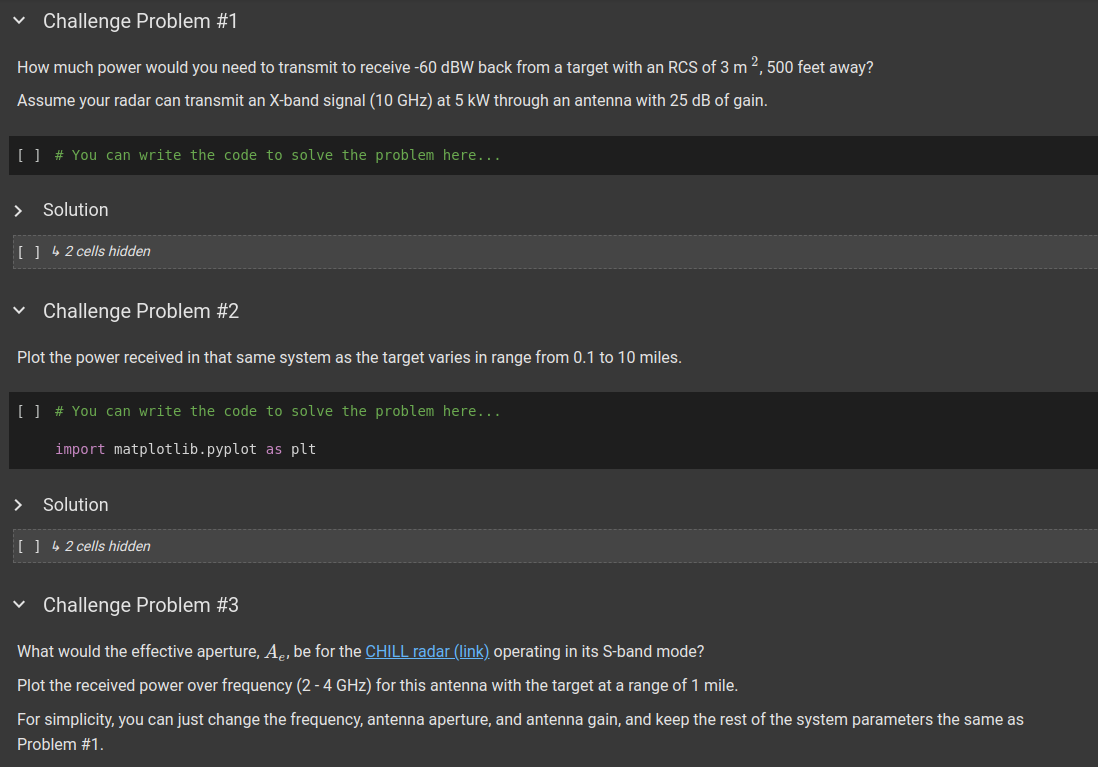 Challenge Problem #1
How much power would you need to transmit to receive -60 dBW back from a target with an RCS of 3 m ², 500 feet away?
Assume your radar can transmit an X-band signal (10 GHz) at 5 kW through an antenna with 25 dB of gain.
[ ] # You can write the code to solve the problem here...
Solution
[ ] ↳ 2 cells hidden
Challenge Problem #2
Plot the power received in that same system as the target varies in range from 0.1 to 10 miles.
[ ] # You can write the code to solve the problem here...
import matplotlib.pyplot as plt
Solution
[ ] ↳ 2 cells hidden
Challenge Problem #3
What would the effective aperture, Aₑ, be for the CHILL radar (link) operating in its S-band mode?
Plot the received power over frequency (2 - 4 GHz) for this antenna with the target at a range of 1 mile.
For simplicity, you can just change the frequency, antenna aperture, and antenna gain, and keep the rest of the system parameters the same as
Problem #1.